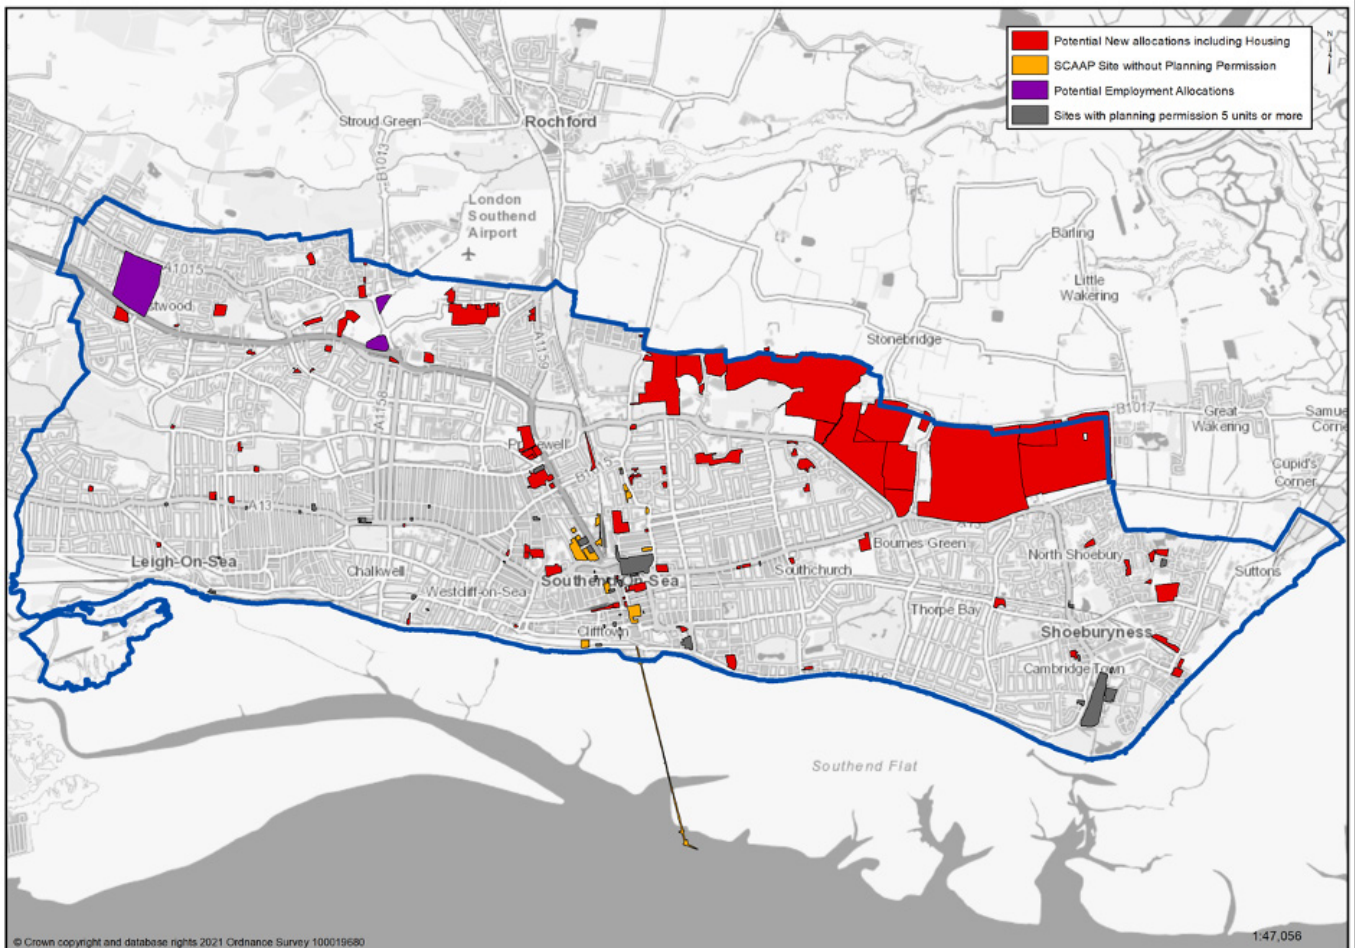 Potential New allocations including Housing
SCAAP Site without Planning Permission
Potential Employment Allocations
Sites with planning permission 5 units or more
N
Stroud Green
Rochford
B1013
London
Southend
Airport
Barling
Little
Wakering
A1015
stwood
Stonebridge
A1159
A1158
B1017
Great
Wakering
Cupid's
Corner
A13
Bournes Green
North Shoebury
Leigh-On-Sea
Chalkwell
Southend-On-Sea
Southchurch
Suttons
Westcliff-on-Sea
Thorpe Bay
Clifftown
Shoeburyness
Cambridge Town
Southend Flat
© Crown copyright and database rights 2021 Ordnance Survey 100019680
1:47,056